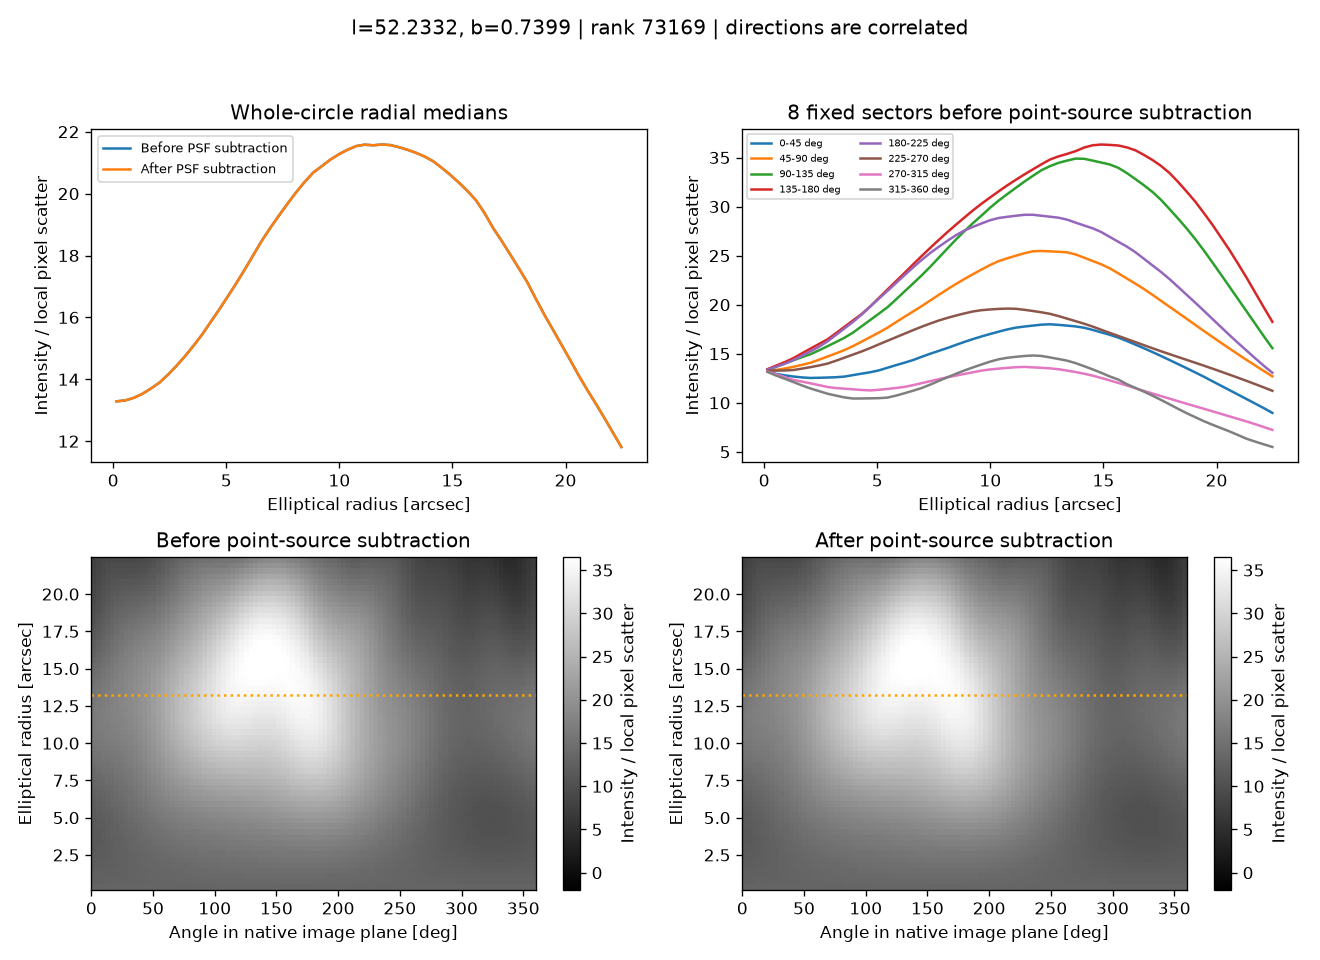 l=52.2332, b=0.7399 | rank 73169 | directions are correlated
Whole-circle radial medians
Before PSF subtraction
After PSF subtraction
22
20
18
16
14
12
Intensity / local pixel scatter
0 5 10 15 20
Elliptical radius [arcsec]
8 fixed sectors before point-source subtraction
0-45 deg
45-90 deg
90-135 deg
135-180 deg
180-225 deg
225-270 deg
270-315 deg
315-360 deg
35
30
25
20
15
10
5
Intensity / local pixel scatter
0 5 10 15 20
Elliptical radius [arcsec]
Before point-source subtraction
20.0
17.5
15.0
12.5
10.0
7.5
5.0
2.5
Elliptical radius [arcsec]
0 50 100 150 200 250 300 350
Angle in native image plane [deg]
35
30
25
20
15
10
5
0
Intensity / local pixel scatter
After point-source subtraction
20.0
17.5
15.0
12.5
10.0
7.5
5.0
2.5
Elliptical radius [arcsec]
0 50 100 150 200 250 300 350
Angle in native image plane [deg]
35
30
25
20
15
10
5
0
Intensity / local pixel scatter